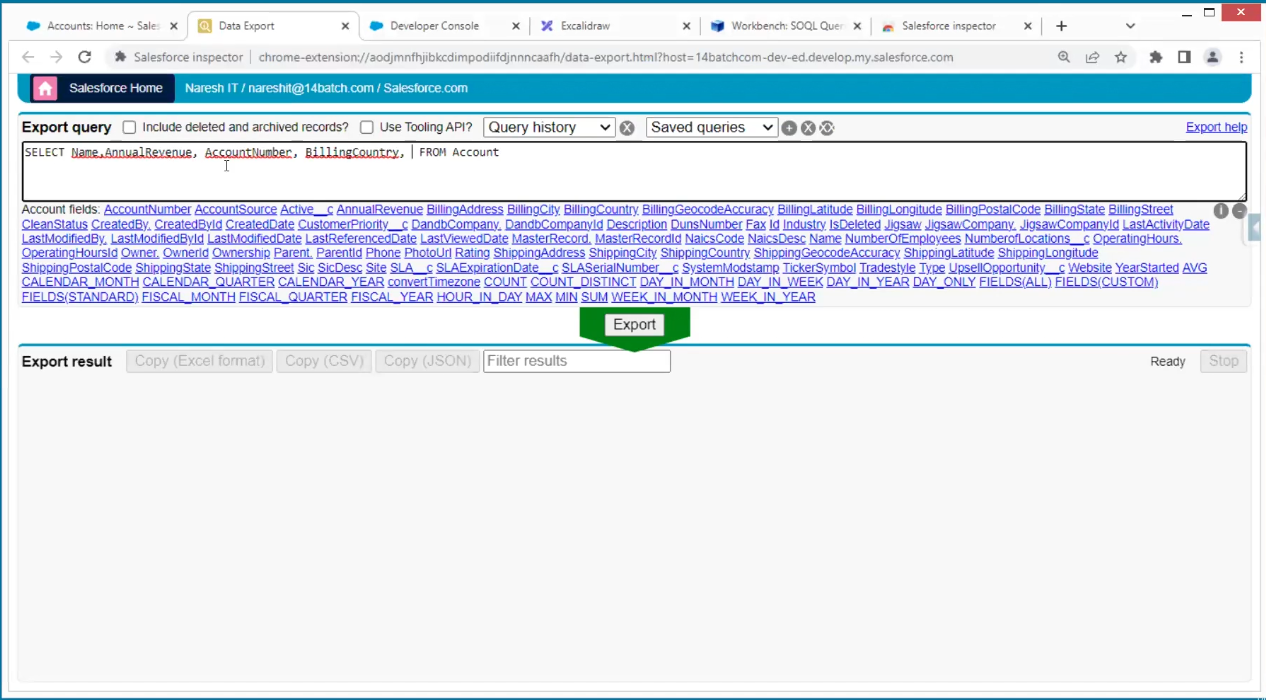 Accounts: Home ~ Sales
Data Export
Developer Console
Excalidraw
Workbench: SOQL Quer
Salesforce inspector
Salesforce inspector | chrome-extension://aodjmnfhjibkcdimpodiifdjnnncaafh/data-export.html?host=14batchcom-dev-ed.develop.my.salesforce.com
Salesforce Home Naresh IT / nareshit@14batch.com / Salesforce.com
Export query Include deleted and archived records? Use Tooling API? Query history Saved queries Export help
SELECT Name,AnnualRevenue, AccountNumber, BillingCountry, FROM Account
Account fields: AccountNumber AccountSource Active__c AnnualRevenue BillingAddress BillingCity BillingCountry BillingGeocodeAccuracy BillingLatitude BillingLongitude BillingPostalCode BillingState BillingStreet
CleanStatus CreatedBy. CreatedById CreatedDate CustomerPriority__c DandbCompany. DandbCompanyId Description DunsNumber Fax Id Industry IsDeleted Jigsaw JigsawCompany. JigsawCompanyId LastActivityDate
LastModifiedBy. LastModifiedById LastModifiedDate LastReferencedDate LastViewedDate MasterRecord. MasterRecordId NaicsCode NaicsDesc Name NumberOfEmployees NumberofLocations__c OperatingHours.
OperatingHoursId Owner. OwnerId Ownership Parent. ParentId Phone PhotoUrl Rating ShippingAddress ShippingCity ShippingCountry ShippingGeocodeAccuracy ShippingLatitude ShippingLongitude
ShippingPostalCode ShippingState ShippingStreet Sic SicDesc Site SLA__c SLAExpirationDate__c SLASerialNumber__c SystemModstamp TickerSymbol Tradestyle Type UpsellOpportunity__c Website YearStarted AVG
CALENDAR_MONTH CALENDAR_QUARTER CALENDAR_YEAR convertTimezone COUNT COUNT_DISTINCT DAY_IN_MONTH DAY_IN_WEEK DAY_IN_YEAR DAY_ONLY FIELDS(ALL) FIELDS(CUSTOM)
FIELDS(STANDARD) FISCAL_MONTH FISCAL_QUARTER FISCAL_YEAR HOUR_IN_DAY MAX MIN SUM WEEK_IN_MONTH WEEK_IN_YEAR
Export
Export result Copy (Excel format) Copy (CSV) Copy (JSON) Filter results Ready Stop